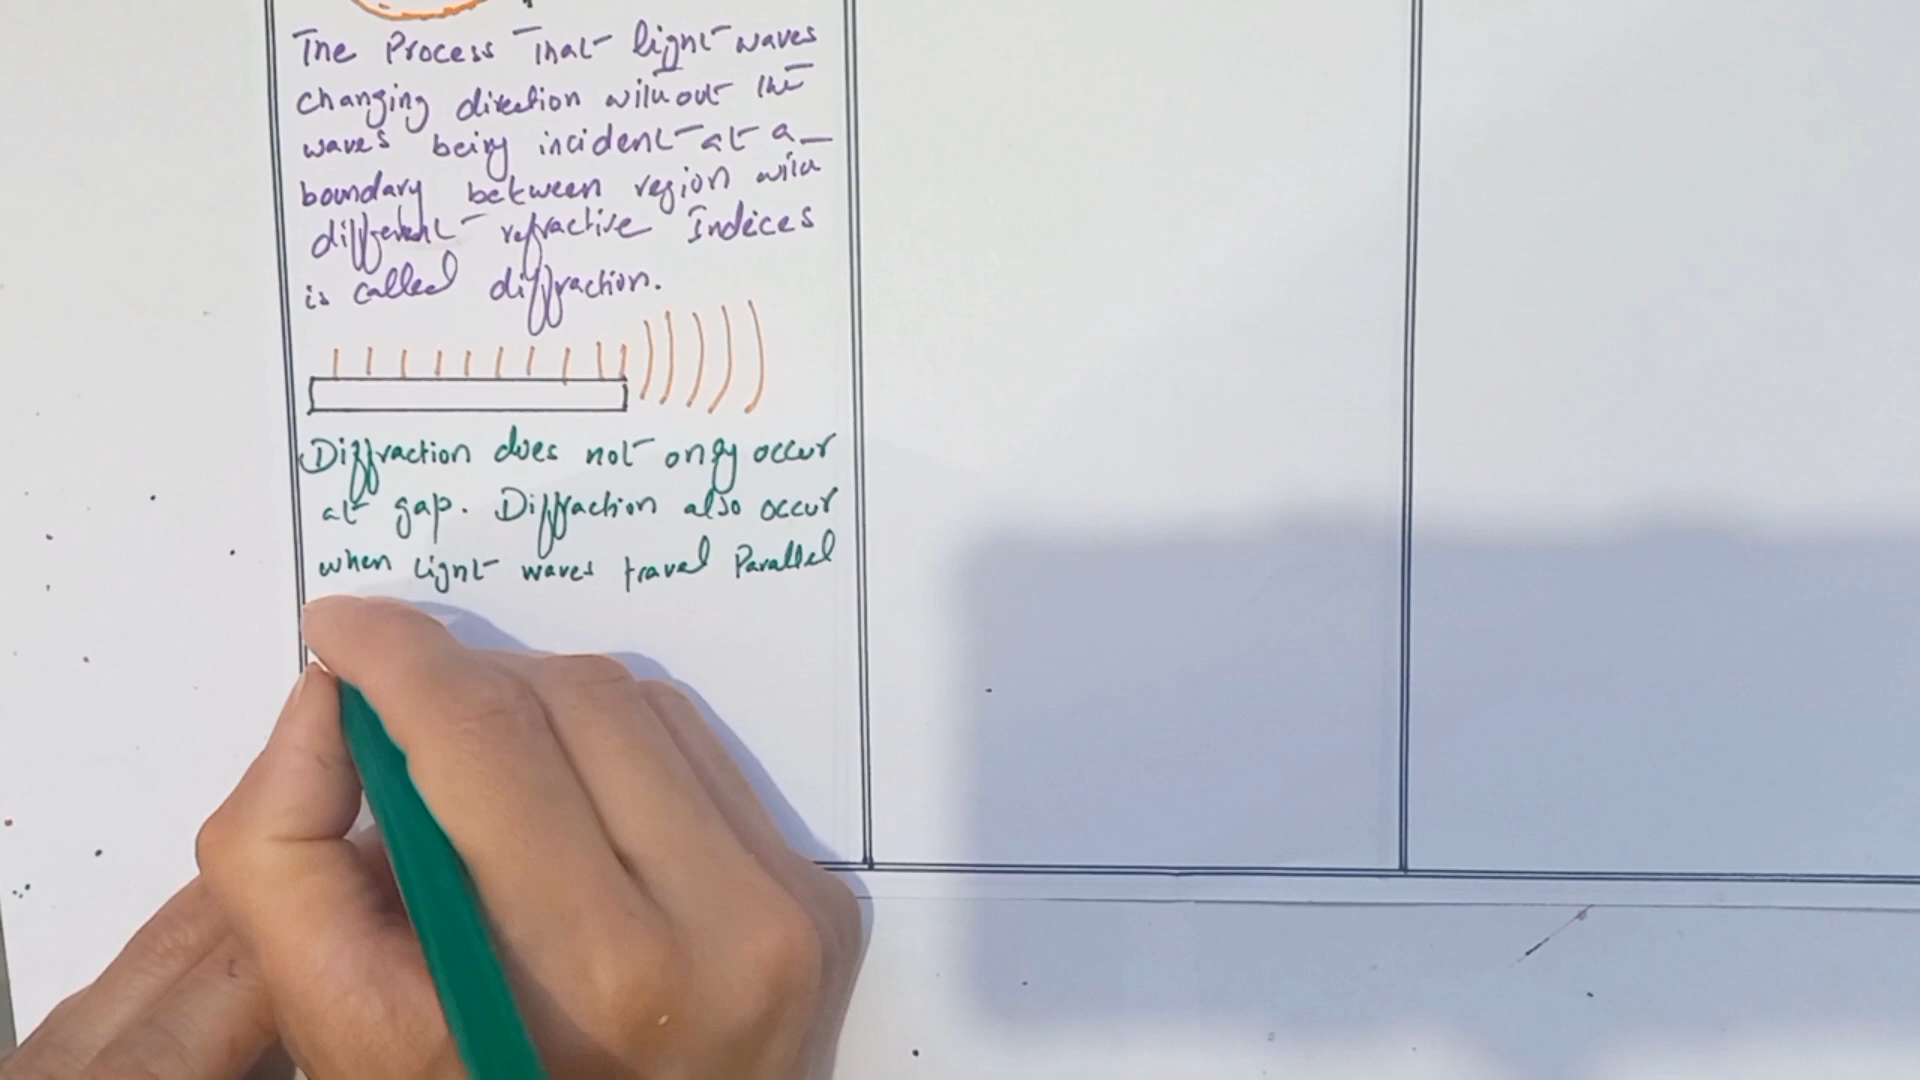 The Process That light waves
changing direction without the
waves being incident at a
boundary between region with
different refractive Indices
is called diffraction.
Diffraction does not only occur
at gap. Diffraction also occur
when light waves travel Parallel